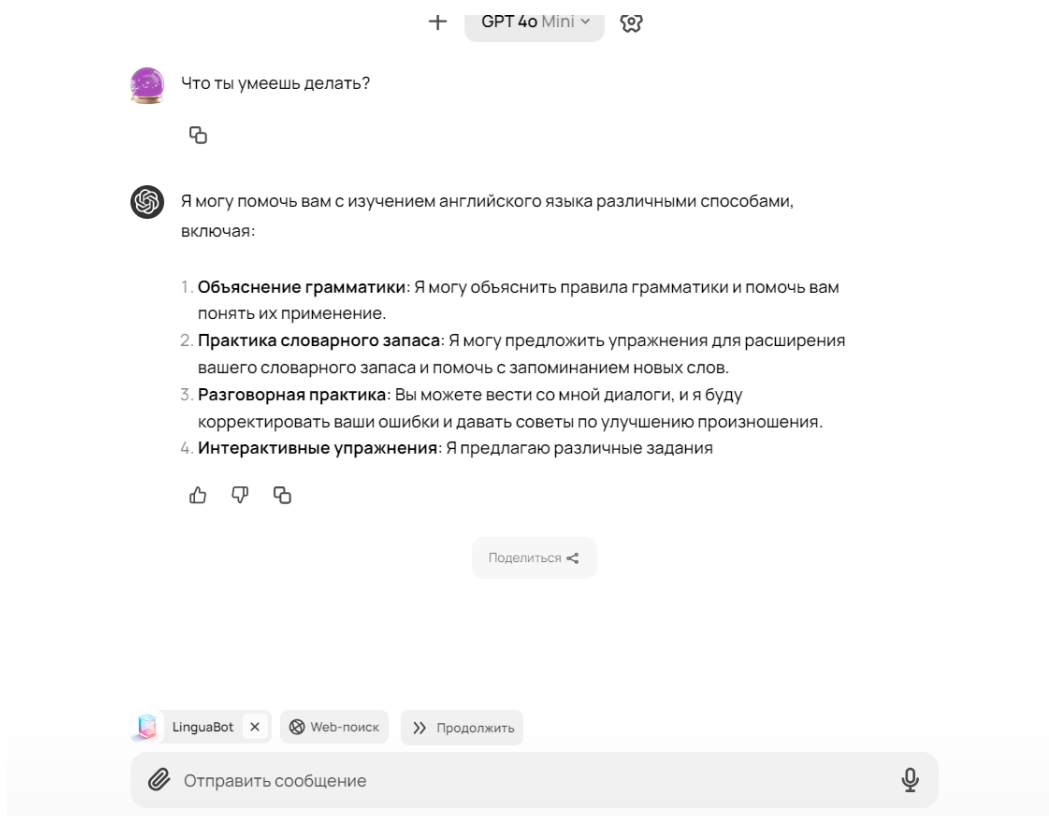 GPT 4o Mini
Что ты умеешь делать?
Я могу помочь вам с изучением английского языка различными способами,
включая:
1. Объяснение грамматики: Я могу объяснить правила грамматики и помочь вам
понять их применение.
2. Практика словарного запаса: Я могу предложить упражнения для расширения
вашего словарного запаса и помочь с запоминанием новых слов.
3. Разговорная практика: Вы можете вести со мной диалоги, и я буду
корректировать ваши ошибки и давать советы по улучшению произношения.
4. Интерактивные упражнения: Я предлагаю различные задания
Поделиться
LinguaBot Web-поиск Продолжить
Отправить сообщение